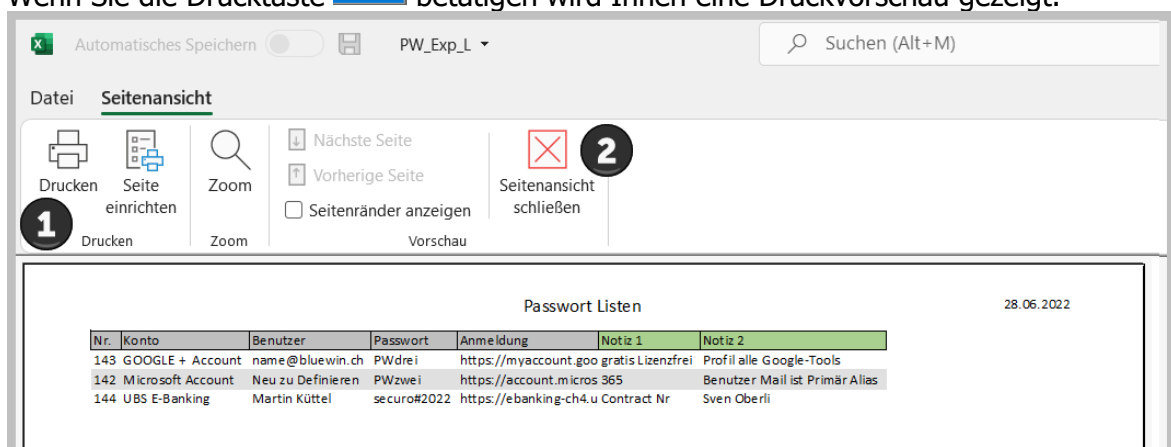 Wenn Sie die Drucktaste betätigen wird Ihnen eine Druckvorschau gezeigt.
Automatisches Speichern PW_Exp_L Suchen (Alt+M)
Datei Seitenansicht
Drucken
Seite einrichten
Zoom
Nächste Seite
Vorherige Seite
Seitenränder anzeigen
Seitenansicht schließen
2
1
Drucken Zoom Vorschau
Passwort Listen 28.06.2022
Nr. Konto Benutzer Passwort Anmeldung Notiz 1 Notiz 2
143 GOOGLE + Account name@bluewin.ch PWdrei https://myaccount.goo gratis Lizenzfrei Profil alle Google-Tools
142 Microsoft Account Neu zu Definieren PWzwei https://account.micros 365 Benutzer Mail ist Primär Alias
144 UBS E-Banking Martin Küttel securo#2022 https://ebanking-ch4.u Contract Nr Sven Oberli